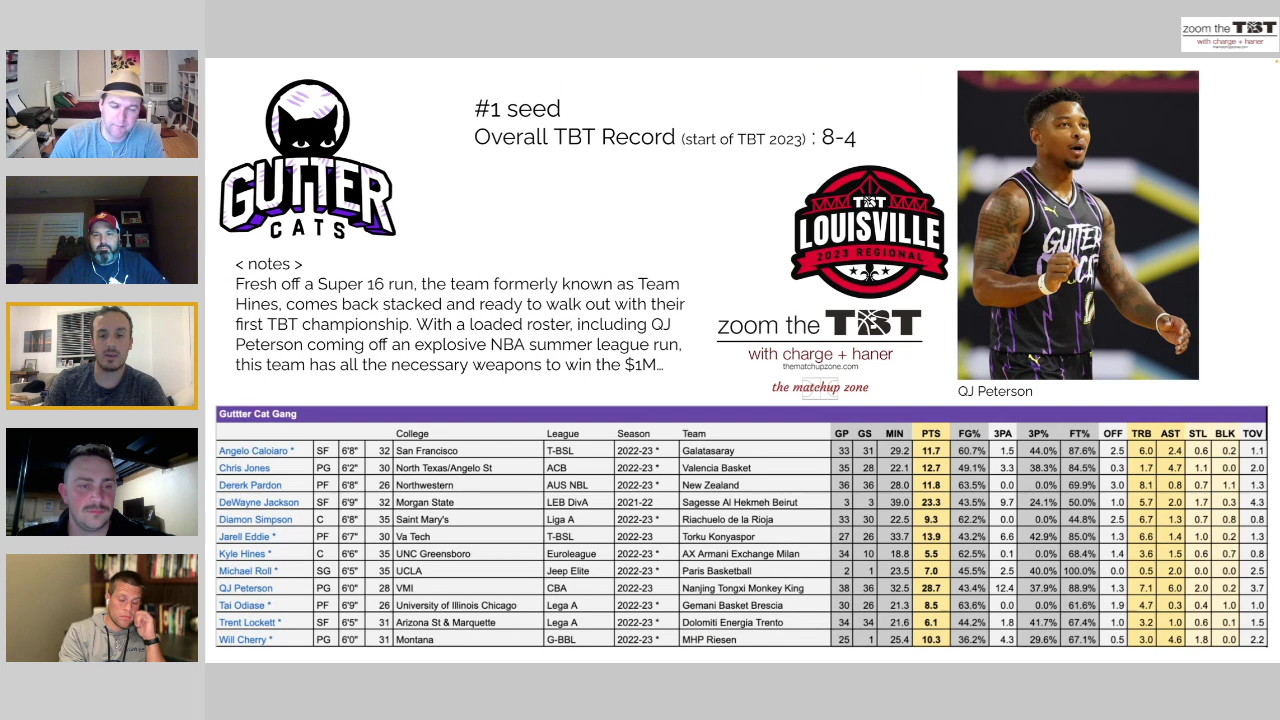 zoom the TBT
with charge + haner
thematchupzone.com
GUTTER
CATS
#1 seed
Overall TBT Record (start of TBT 2023) : 8-4
TBT
LOUISVILLE
2023 REGIONAL
< notes >
Fresh off a Super 16 run, the team formerly known as Team
Hines, comes back stacked and ready to walk out with their
first TBT championship. With a loaded roster, including QJ
Peterson coming off an explosive NBA summer league run,
this team has all the necessary weapons to win the $1M...
zoom the TBT
with charge + haner
thematchupzone.com
the matchup zone
GUTTER
QJ Peterson
Guttter Cat Gang
College League Season Team GP GS MIN PTS FG% 3PA 3P% FT% OFF TRB AST STL BLK TOV
Angelo Caloiaro * SF 6'8" 32 San Francisco T-BSL 2022-23 * Galatasaray 33 31 29.2 11.7 60.7% 1.5 44.0% 87.6% 2.5 6.0 2.4 0.6 0.2 1.1
Chris Jones PG 6'2" 30 North Texas/Angelo St ACB 2022-23 * Valencia Basket 35 28 22.1 12.7 49.1% 3.3 38.3% 84.5% 0.3 1.7 4.7 1.1 0.0 2.0
Dererk Pardon PF 6'8" 26 Northwestern AUS NBL 2022-23 * New Zealand 36 36 28.0 11.8 63.5% 0.0 0.0% 69.9% 3.0 8.1 0.8 0.7 1.1 1.3
DeWayne Jackson SF 6'9" 32 Morgan State LEB DivA 2021-22 Sagesse Al Hekmeh Beirut 3 3 39.0 23.3 43.5% 9.7 24.1% 50.0% 1.0 5.7 2.0 1.7 0.3 4.3
Diamon Simpson C 6'8" 35 Saint Mary's Liga A 2022-23 * Riachuelo de la Rioja 33 30 22.5 9.3 62.2% 0.0 0.0% 44.8% 2.5 6.7 1.3 0.7 0.8 0.8
Jarell Eddie * PF 6'7" 30 Va Tech T-BSL 2022-23 Torku Konyaspor 27 26 33.7 13.9 43.2% 6.6 42.9% 85.0% 1.2 6.6 1.4 1.0 0.2 1.3
Kyle Hines * C 6'6" 35 UNC Greensboro Euroleague 2022-23 * AX Armani Exchange Milan 34 10 18.8 5.5 62.5% 0.1 0.0% 68.4% 1.4 3.6 1.5 0.6 0.7 0.8
Michael Roll * SG 6'5" 35 UCLA Jeep Elite 2022-23 * Paris Basketball 2 1 23.5 7.0 45.5% 2.5 40.0% 100.0% 0.5 2.0 0.0 0.0 0.0 2.5
QJ Peterson PG 6'0" 28 VMI CBA 2022-23 Nanjing Tongxi Monkey King 38 36 32.5 28.7 43.4% 12.4 37.9% 88.9% 1.3 7.1 6.0 2.0 0.2 3.7
Tai Odiase * PF 6'9" 26 University of Illinois Chicago Lega A 2022-23 * Gemani Basket Brescia 30 26 21.3 8.5 63.6% 0.0 0.0% 61.6% 1.9 4.7 0.3 0.4 1.0 1.0
Trent Lockett * SF 6'5" 31 Arizona St & Marquette Lega A 2022-23 * Dolomiti Energia Trento 34 34 21.6 6.1 44.2% 1.8 41.7% 67.4% 1.0 3.2 1.0 0.6 0.1 1.5
Will Cherry * PG 6'0" 31 Montana G-BBL 2022-23 * MHP Riesen 25 1 25.4 10.3 36.2% 4.3 29.6% 67.1% 0.5 3.0 4.6 1.8 0.0 2.2